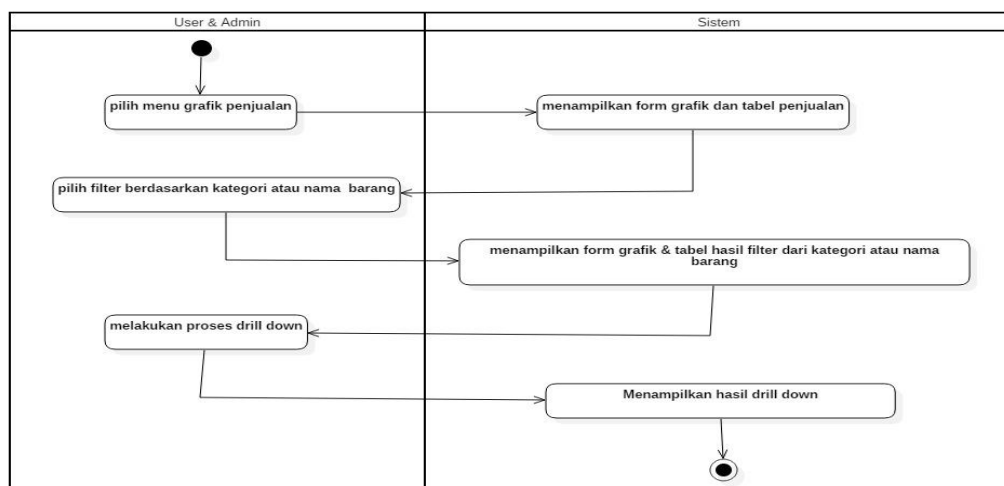 User & Admin
Sistem
pilih menu grafik penjualan
menampilkan form grafik dan tabel penjualan
pilih filter berdasarkan kategori atau nama  barang
menampilkan form grafik & tabel hasil filter dari kategori atau nama
barang
melakukan proses drill down
Menampilkan hasil drill down